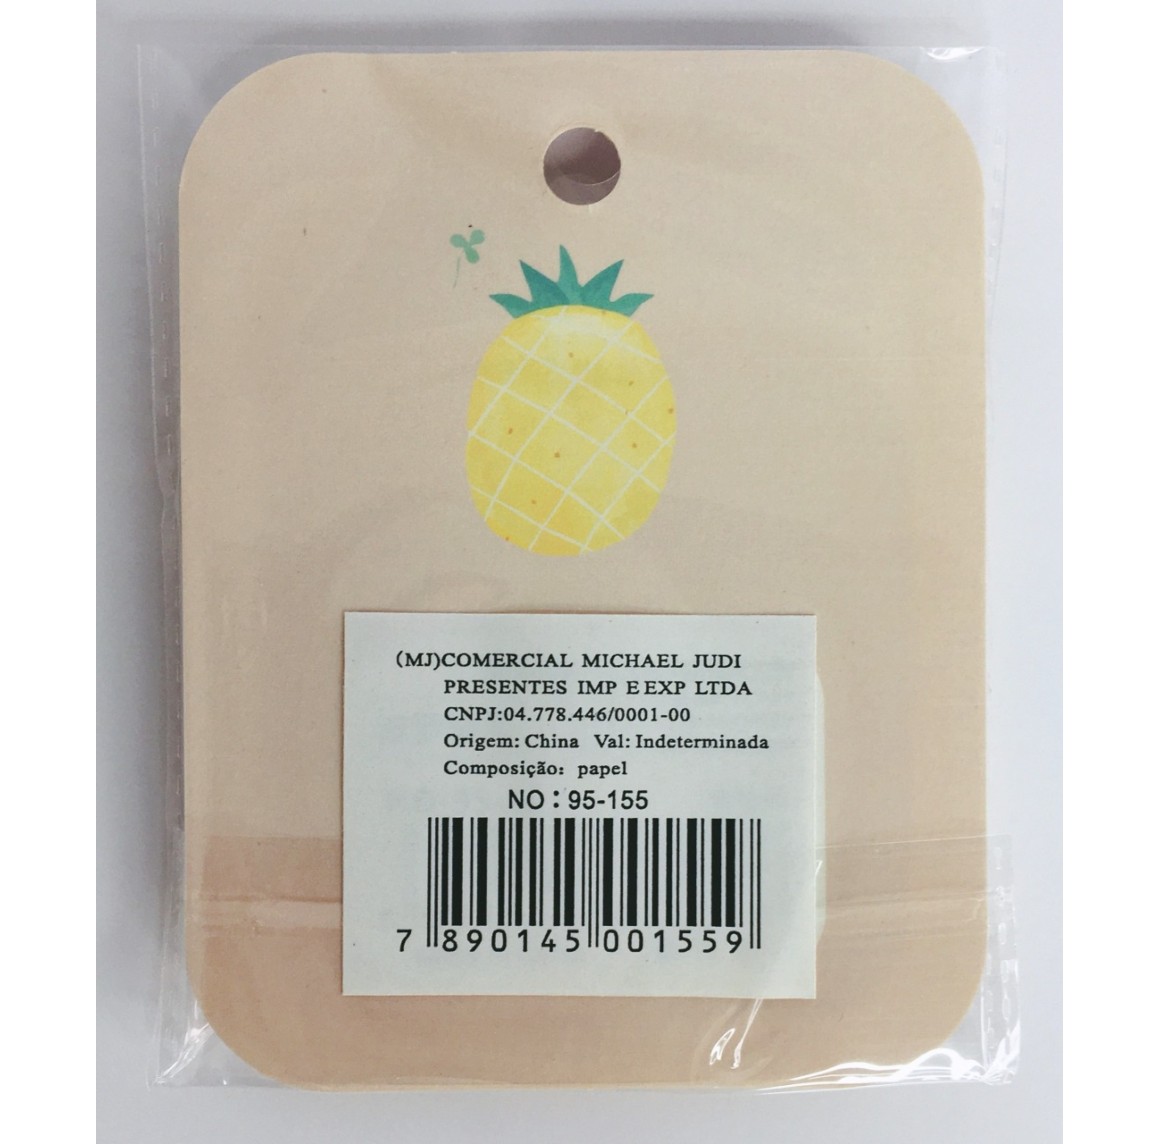 (MJ)COMERCIAL MICHAEL JUDI
PRESENTES IMP E EXP LTDA
CNPJ:04.778.446/0001-00
Origem: China Val: Indeterminada
Composição: papel
NO：95-155
7 890145 001559